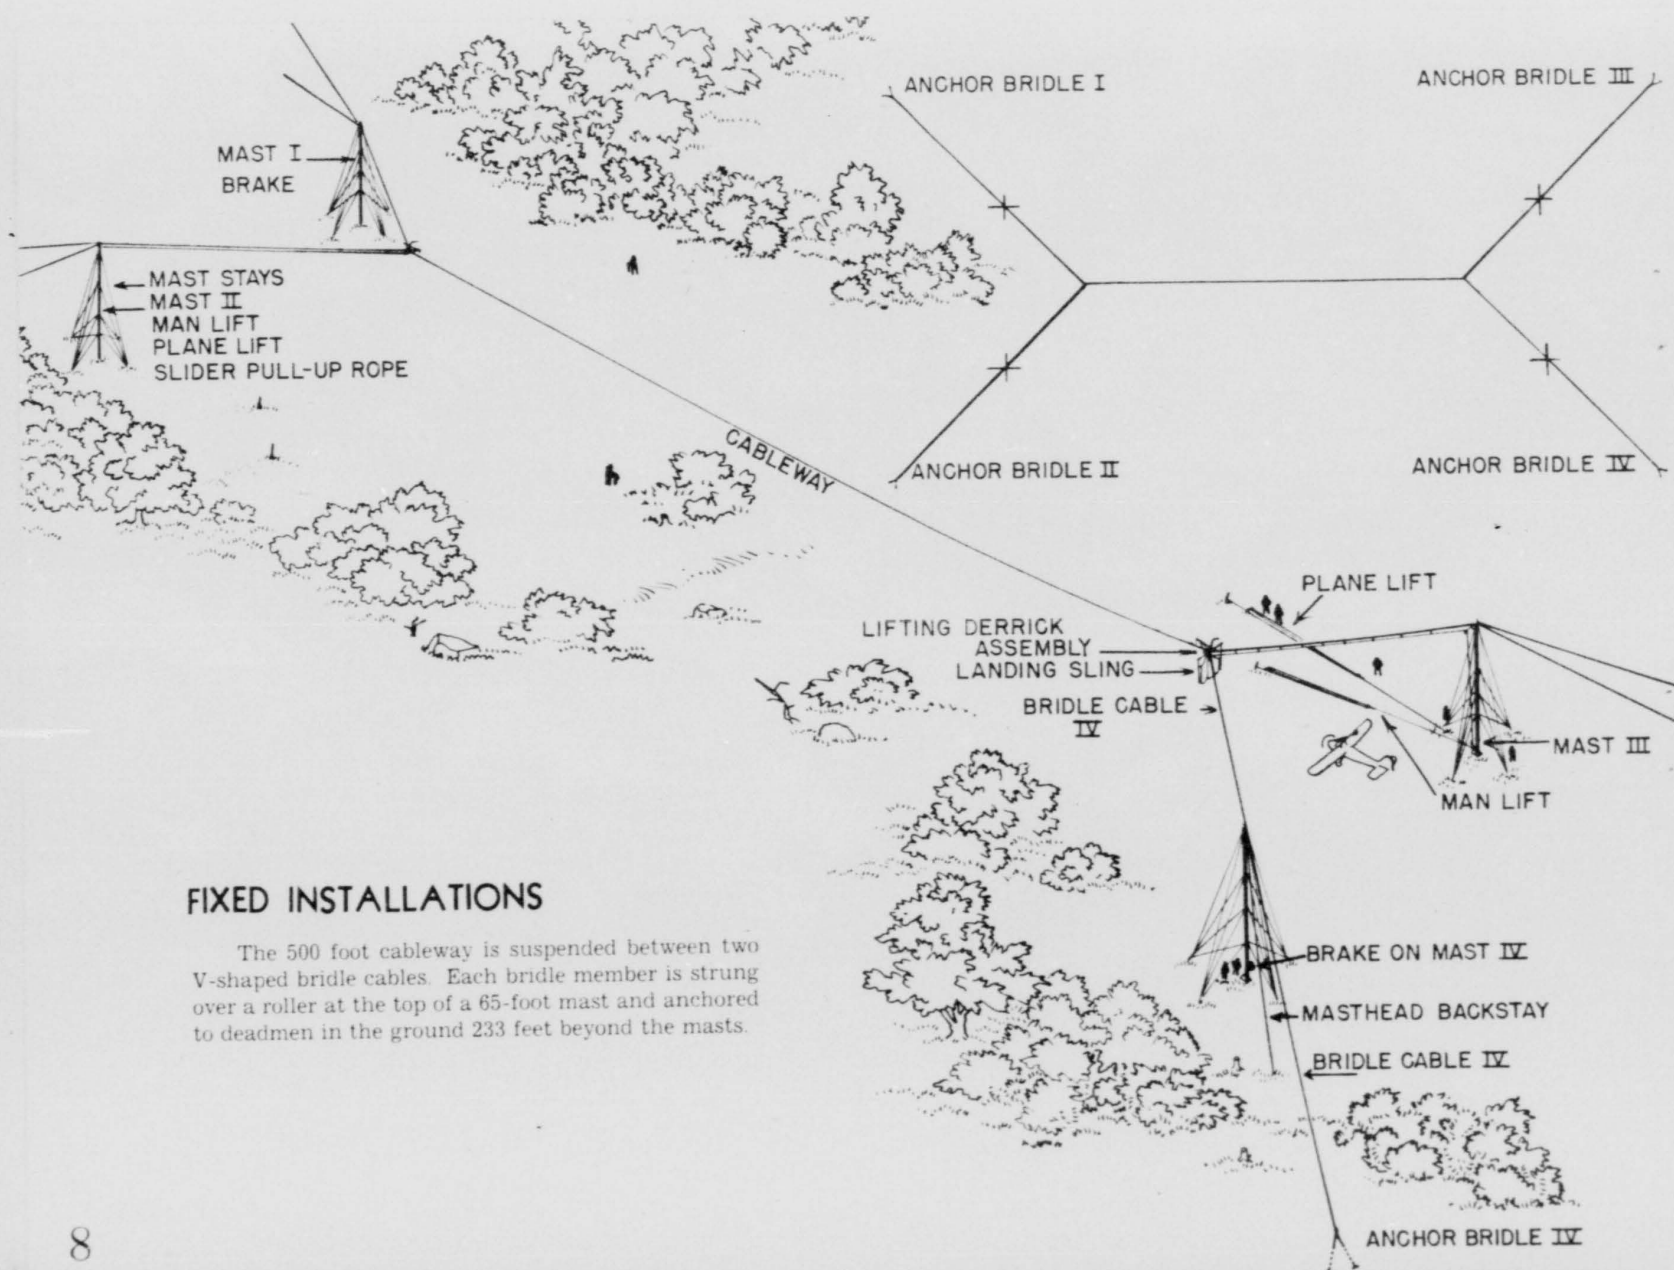 ANCHOR BRIDLE I
ANCHOR BRIDLE III
MAST I
BRAKE
MAST STAYS
MAST II
MAN LIFT
PLANE LIFT
SLIDER PULL-UP ROPE
CABLEWAY
ANCHOR BRIDLE II
ANCHOR BRIDLE IV
PLANE LIFT
LIFTING DERRICK
ASSEMBLY
LANDING SLING
BRIDLE CABLE
IV
MAST III
MAN LIFT
FIXED INSTALLATIONS
The 500 foot cableway is suspended between two
V-shaped bridle cables. Each bridle member is strung
over a roller at the top of a 65-foot mast and anchored
to deadmen in the ground 233 feet beyond the masts.
BRAKE ON MAST IV
MASTHEAD BACKSTAY
BRIDLE CABLE IV
ANCHOR BRIDLE IV
8